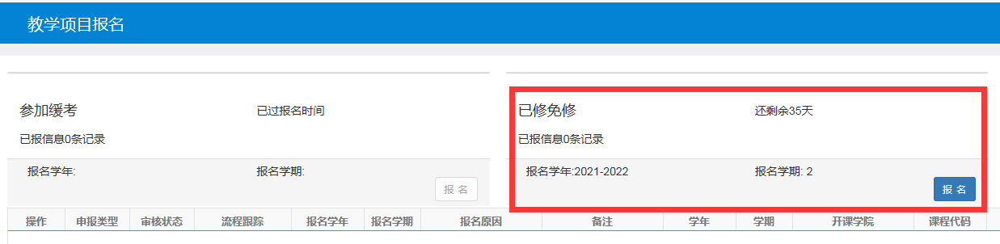 教学项目报名
参加缓考 已过报名时间
已报信息0条记录
报名学年: 报名学期:
报 名
已修免修 还剩余35天
已报信息0条记录
报名学年:2021-2022 报名学期: 2
报 名
操作 申报类型 审核状态 流程跟踪 报名学年 报名学期 报名原因 备注 学年 学期 开课学院 课程代码